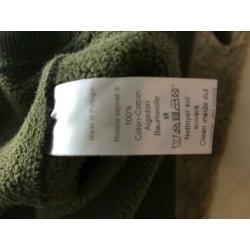 Made in Portugal
Modèle déposé ©
100%
Coton-Cotton
Algodon
Baumwolle
Nettoyer sur
envers
Clean inside out